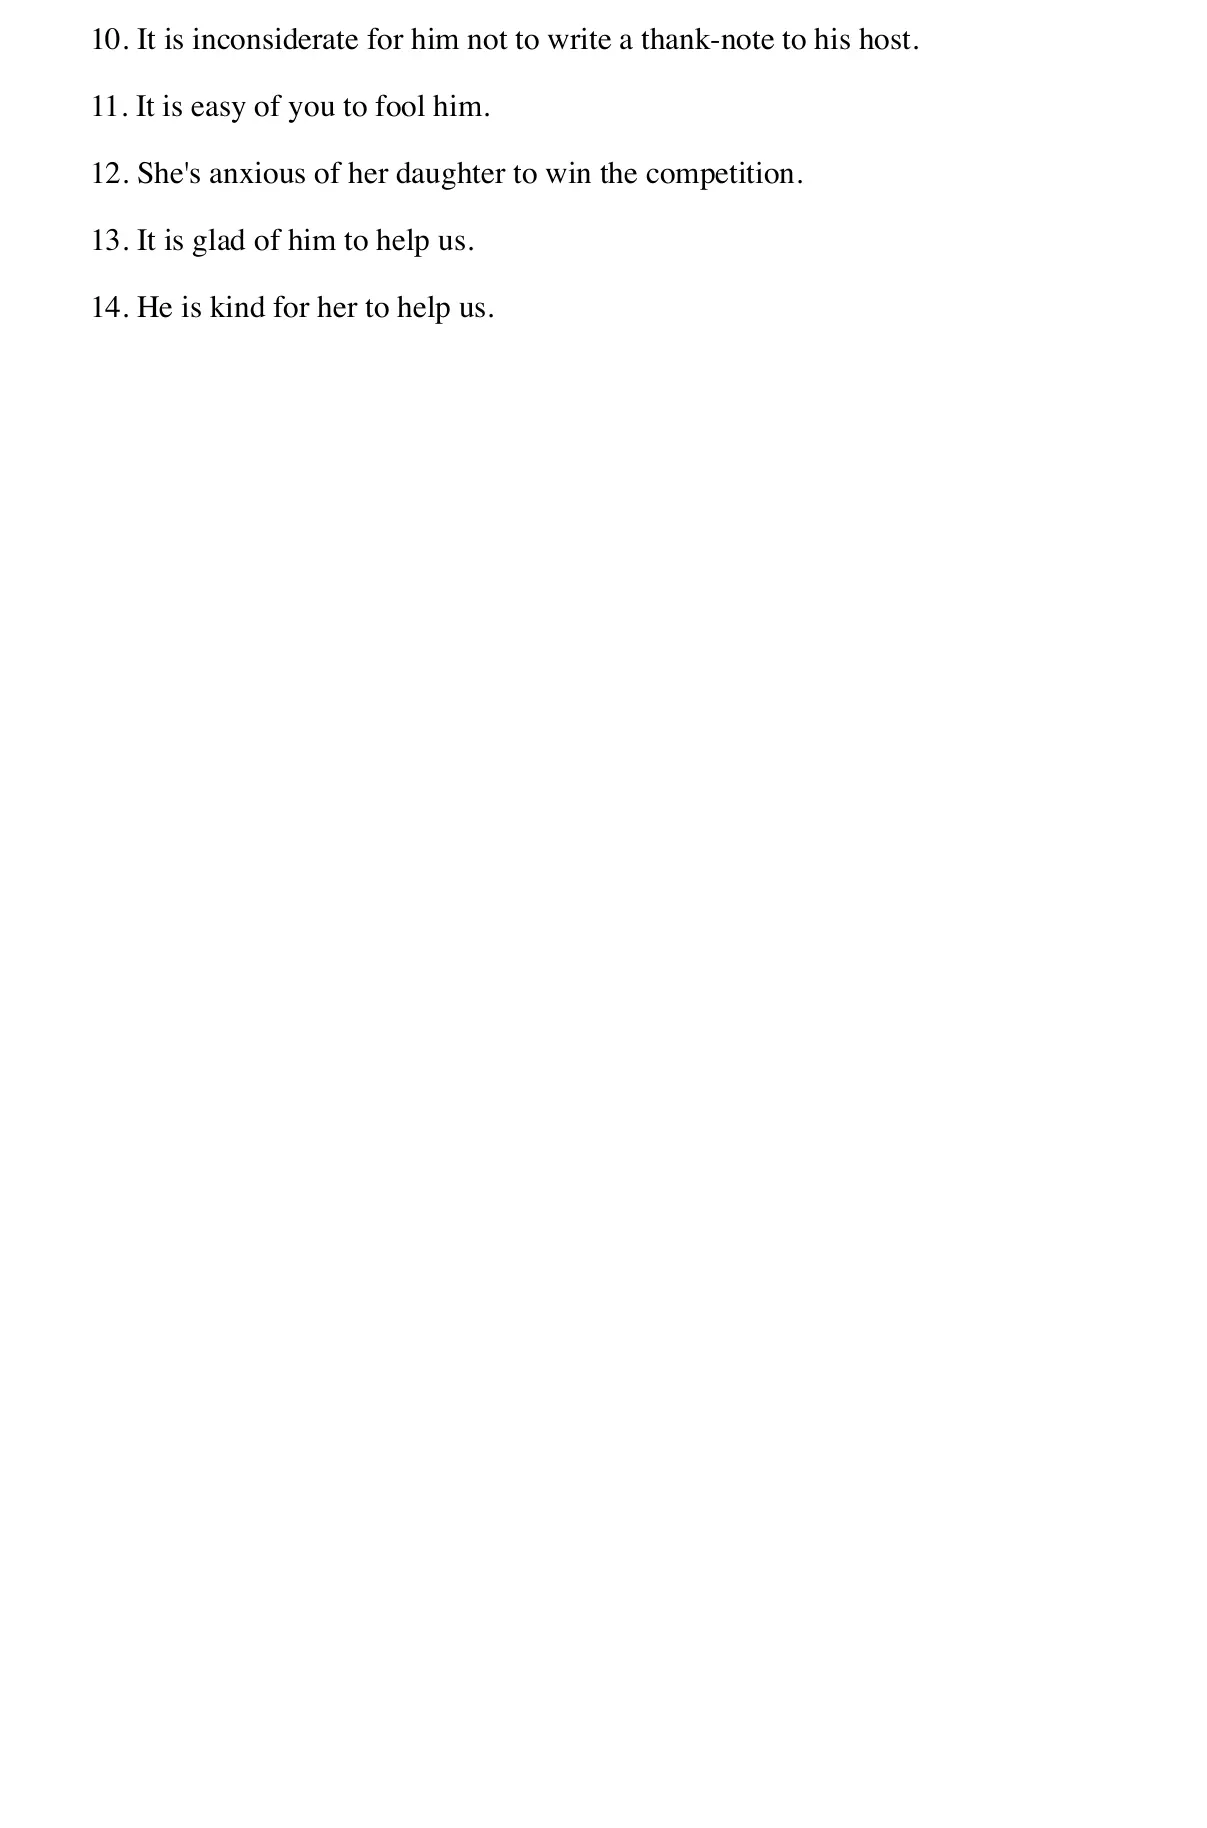 10. It is inconsiderate for him not to write a thank-note to his host.
11. It is easy of you to fool him.
12. She's anxious of her daughter to win the competition.
13. It is glad of him to help us.
14. He is kind for her to help us.